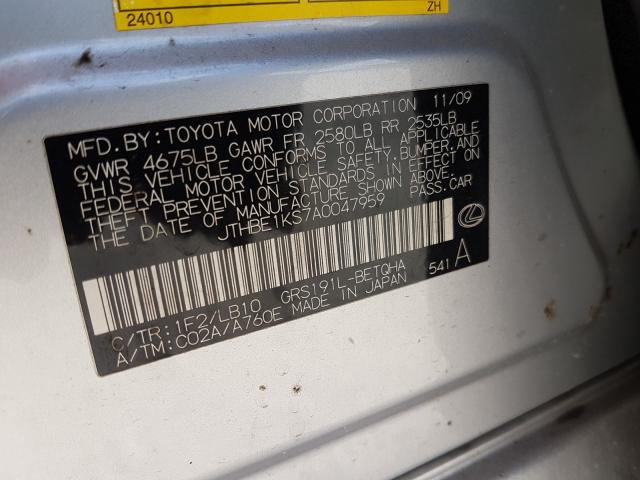 24010
ZH
MFD. BY: TOYOTA MOTOR CORPORATION 11/09
GVWR 4675LB GAWR FR 2580LB RR 2535LB
THIS VEHICLE CONFORMS TO ALL APPLICABLE
FEDERAL MOTOR VEHICLE SAFETY, BUMPER, AND
THEFT PREVENTION STANDARDS IN EFFECT ON
THE DATE OF MANUFACTURE SHOWN ABOVE.
JTHBE1KS7A0047959 PASS. CAR
541 A
C/TR: 1F2/LB10 GRS191L-BETQHA
A/TM: C02A/A760E MADE IN JAPAN